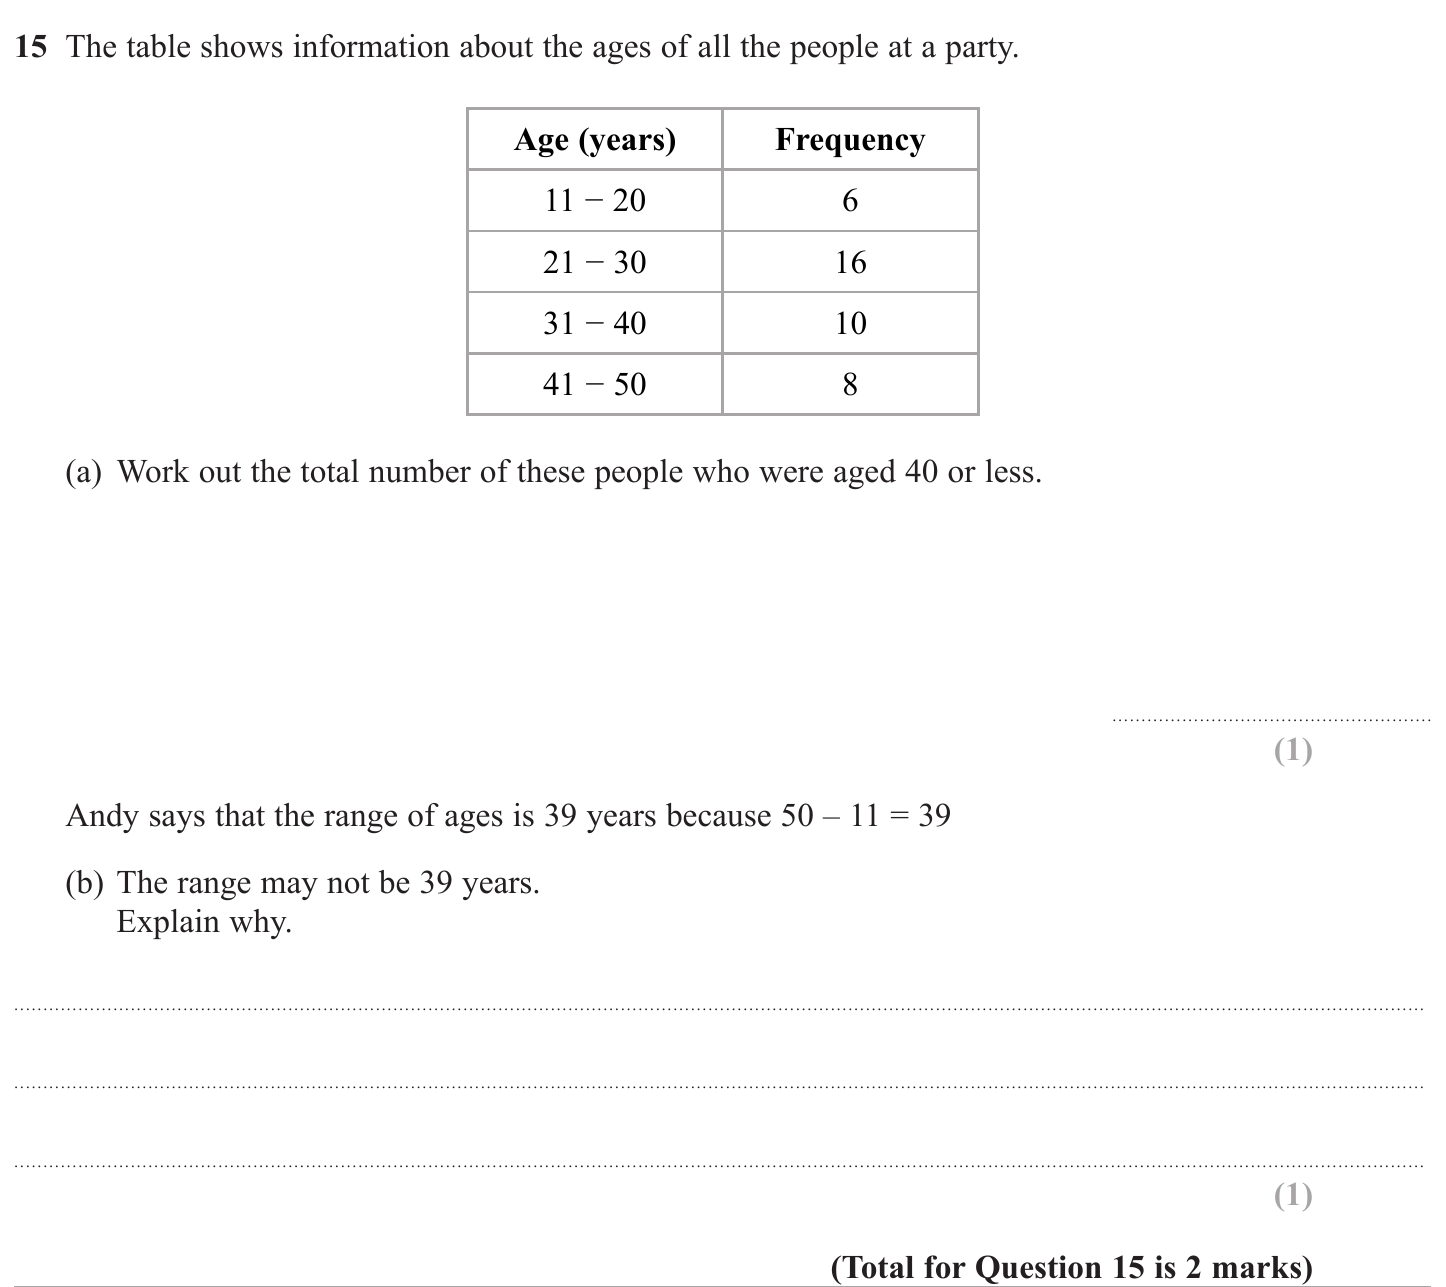 15 The table shows information about the ages of all the people at a party.
Age (years) Frequency
11 – 20 6
21 – 30 16
31 – 40 10
41 – 50 8
(a) Work out the total number of these people who were aged 40 or less.
(1)
Andy says that the range of ages is 39 years because 50 – 11 = 39
(b) The range may not be 39 years.
Explain why.
(1)
(Total for Question 15 is 2 marks)